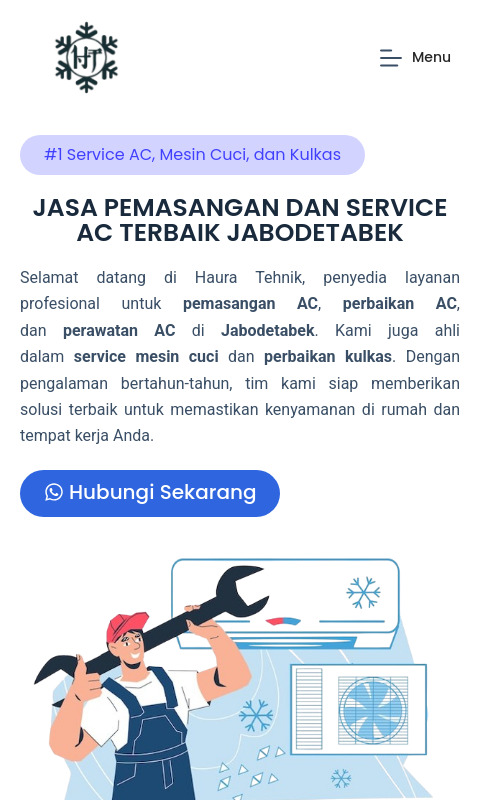 HT
Menu
#1 Service AC, Mesin Cuci, dan Kulkas
JASA PEMASANGAN DAN SERVICE
AC TERBAIK JABODETABEK
Selamat datang di Haura Tehnik, penyedia layanan
profesional untuk pemasangan AC, perbaikan AC,
dan perawatan AC di Jabodetabek. Kami juga ahli
dalam service mesin cuci dan perbaikan kulkas. Dengan
pengalaman bertahun-tahun, tim kami siap memberikan
solusi terbaik untuk memastikan kenyamanan di rumah dan
tempat kerja Anda.
Hubungi Sekarang